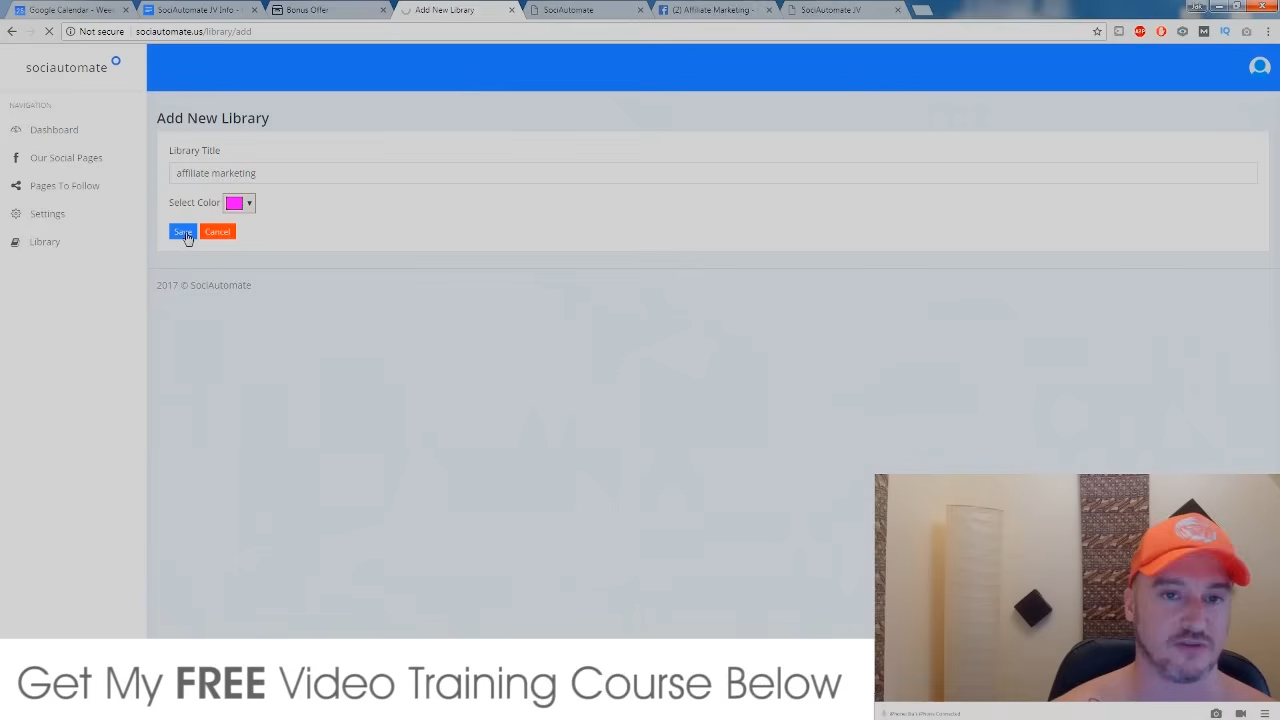 Google Calendar - Week
SociAutomate JV Info -
Bonus Offer
Add New Library
SociAutomate
(2) Affiliate Marketing -
SociAutomate JV
Not secure
sociautomate.us/library/add
sociautomate
NAVIGATION
Dashboard
Our Social Pages
Pages To Follow
Settings
Library
Add New Library
Library Title
affiliate marketing
Select Color
Save
Cancel
2017 © SociAutomate
Get My FREE Video Training Course Below